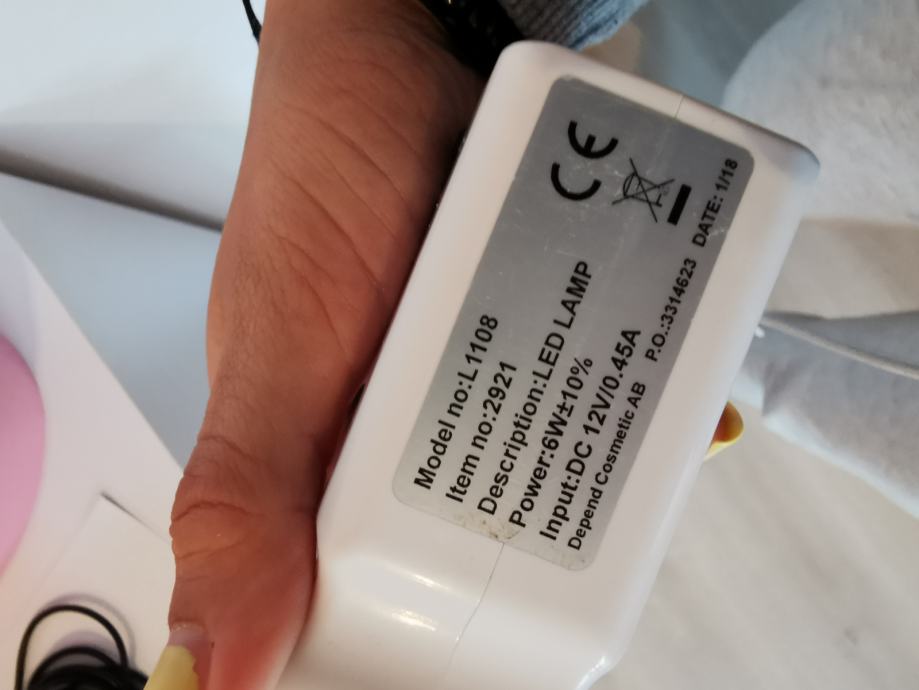 Model no:L1108
Item no:2921
Description:LED LAMP
Power:6W±10%
Input:DC 12V/0.45A
Depend Cosmetic AB P.O.:3314623 DATE: 1/18
CE